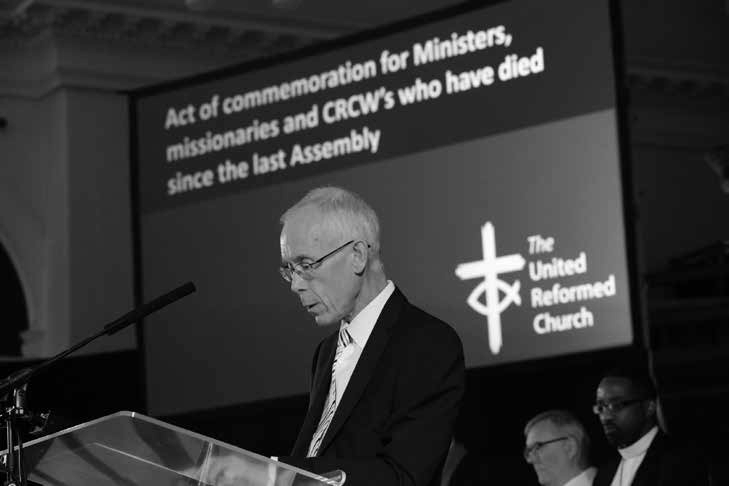 Act of commemoration for Ministers,
missionaries and CRCW's who have died
since the last Assembly
The
United
Reformed
Church